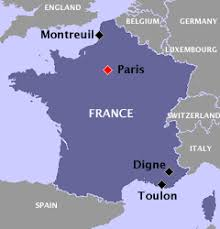 ENGLAND
BELGIUM
GERMANY
Montreuil
LUXEMBOURG
Paris
FRANCE
SWITZERLAND
ITALY
Digne
Toulon
SPAIN